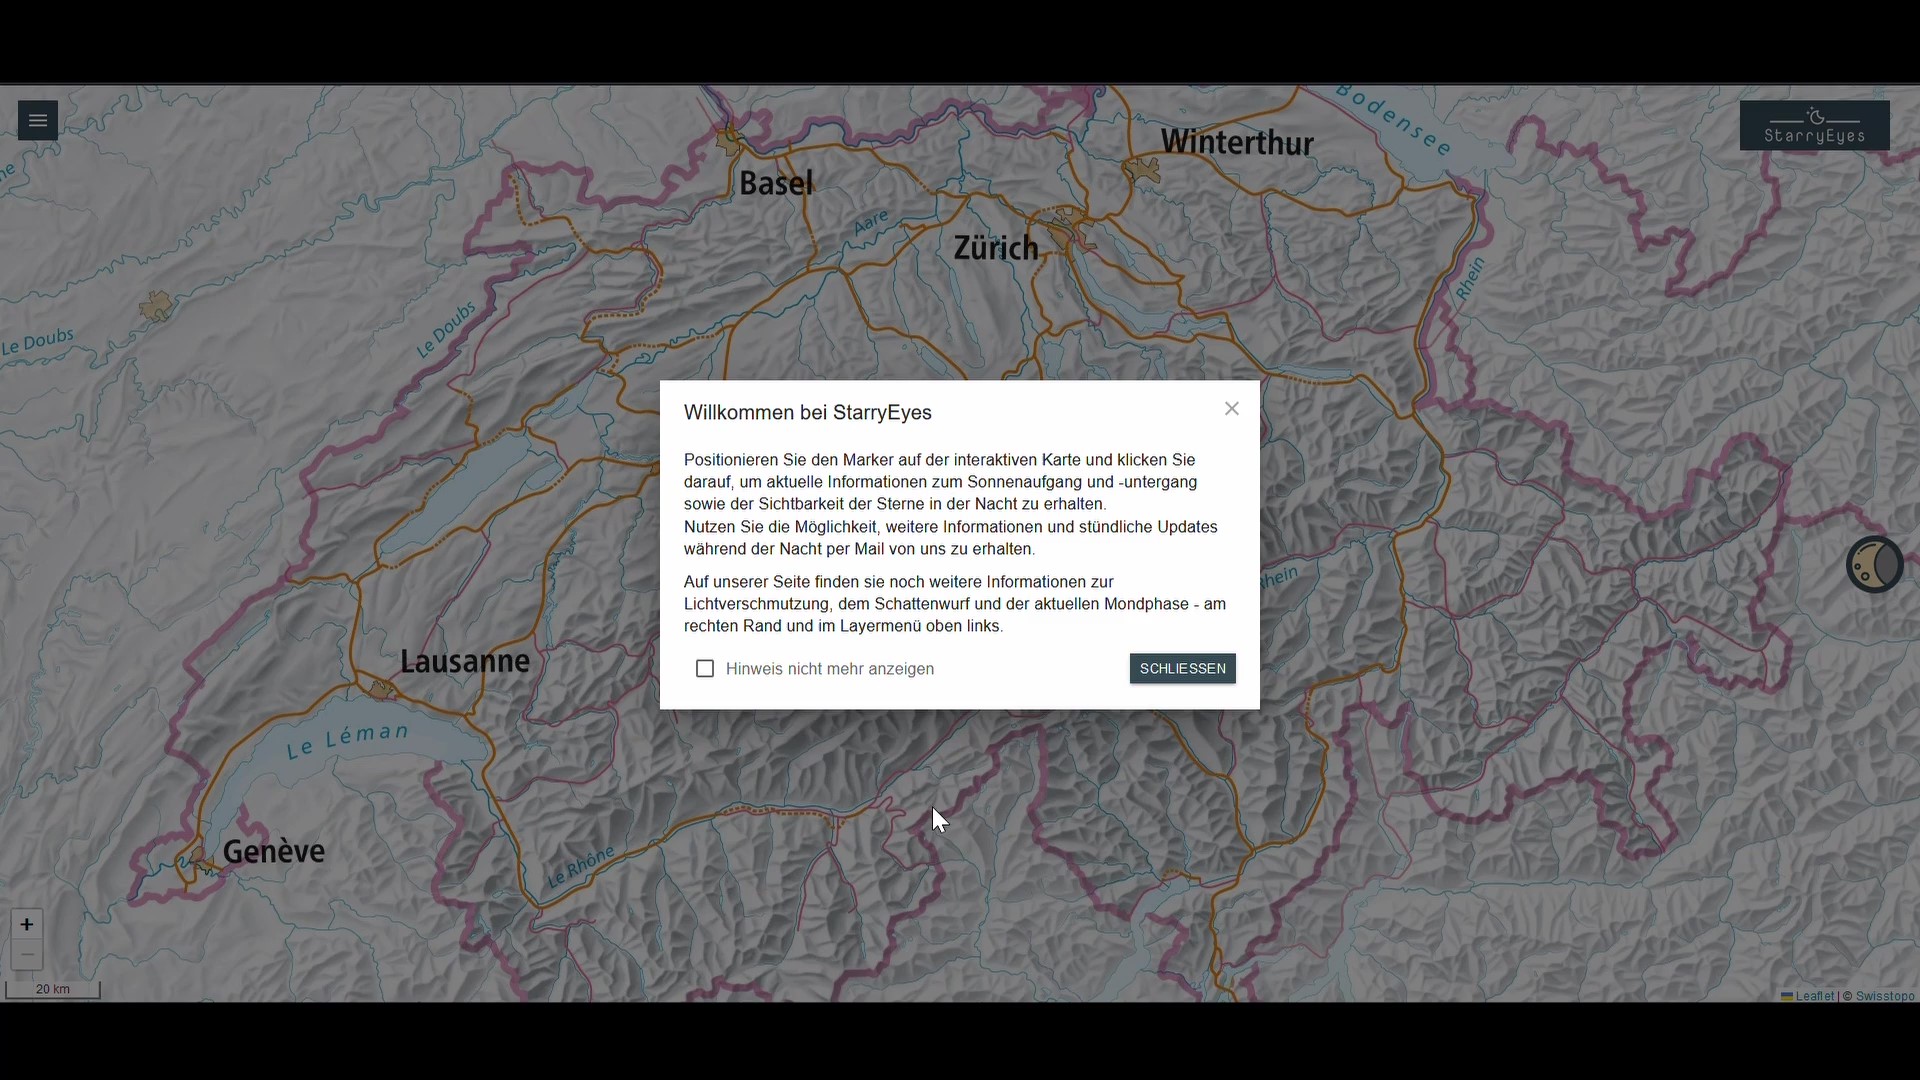 Bodensee
Winterthur
StarryEyes
Basel
Aare
Zürich
Rhein
Le Doubs
Le Doubs
Willkommen bei StarryEyes
Positionieren Sie den Marker auf der interaktiven Karte und klicken Sie
darauf, um aktuelle Informationen zum Sonnenaufgang und -untergang
sowie der Sichtbarkeit der Sterne in der Nacht zu erhalten.
Nutzen Sie die Möglichkeit, weitere Informationen und stündliche Updates
während der Nacht per Mail von uns zu erhalten.
Auf unserer Seite finden sie noch weitere Informationen zur
Lichtverschmutzung, dem Schattenwurf und der aktuellen Mondphase - am
rechten Rand und im Layermenü oben links.
Hinweis nicht mehr anzeigen
SCHLIESSEN
Rhein
Lausanne
Le Léman
Genève
Le Rhône
+
−
20 km
Leaflet | © Swisstopo